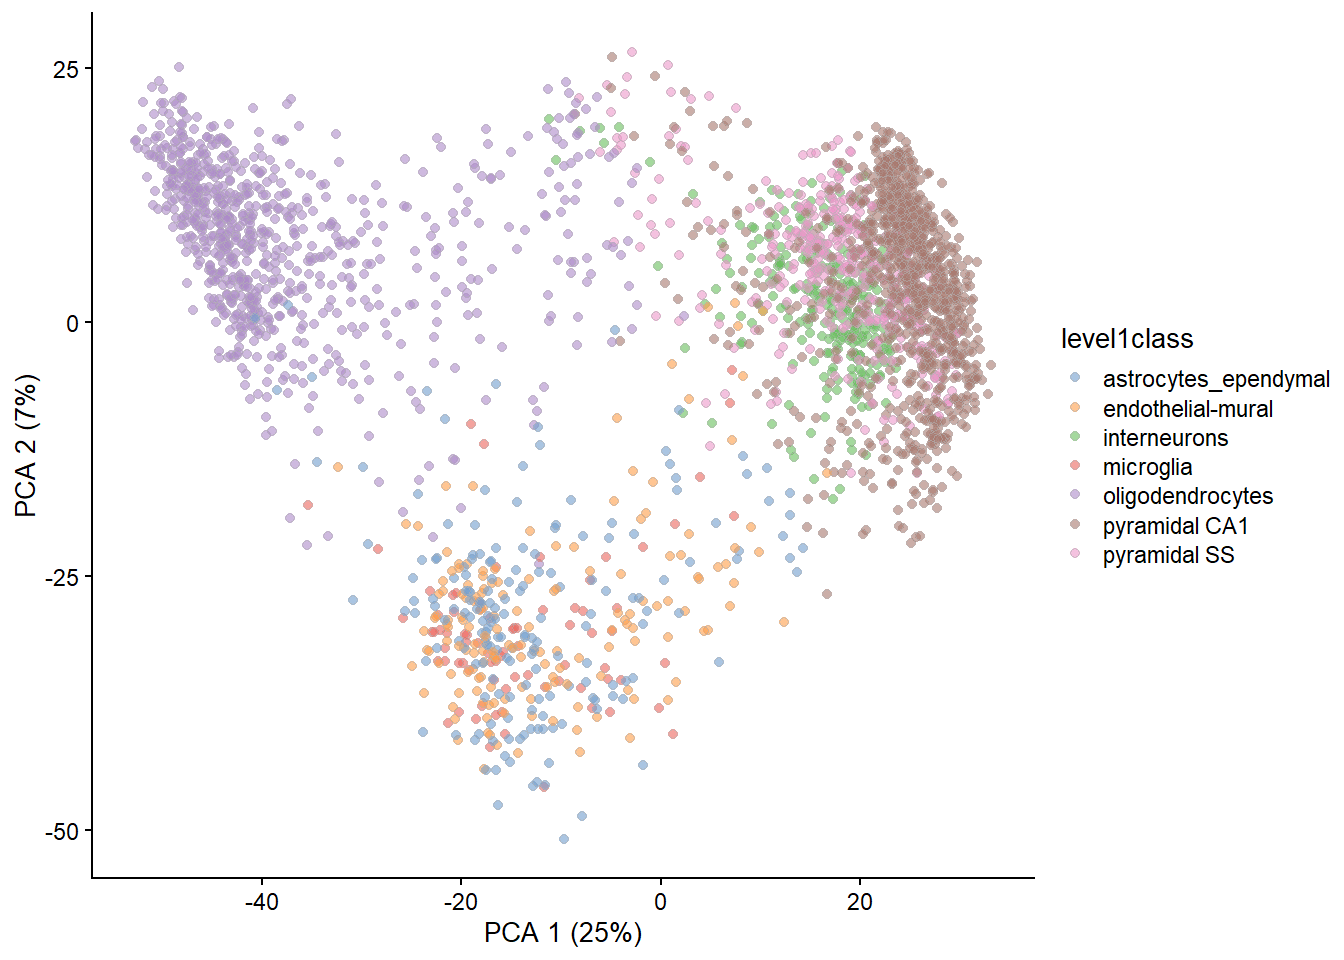 25
0
-25
-50
PCA 2 (7%)
-40
-20
0
20
PCA 1 (25%)
level1class
astrocytes_ependymal
endothelial-mural
interneurons
microglia
oligodendrocytes
pyramidal CA1
pyramidal SS